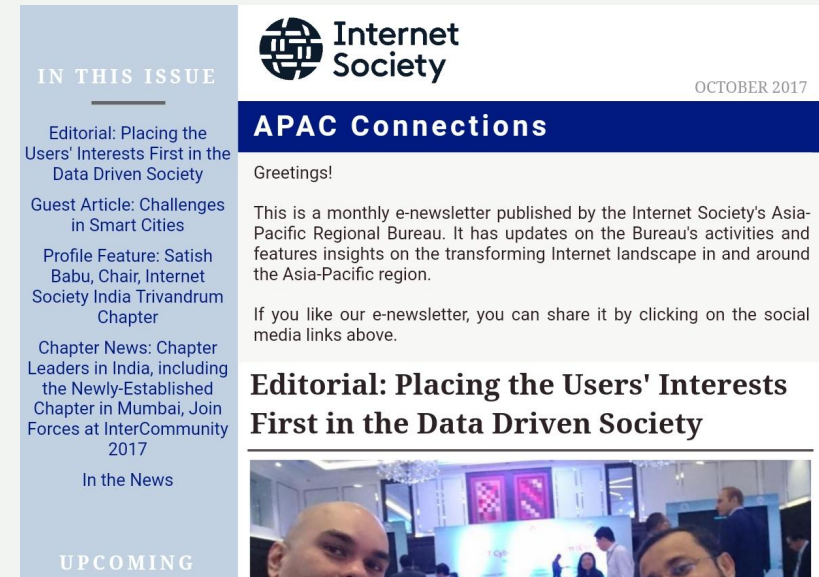 IN THIS ISSUE
Editorial: Placing the
Users' Interests First in the
Data Driven Society
Guest Article: Challenges
in Smart Cities
Profile Feature: Satish
Babu, Chair, Internet
Society India Trivandrum
Chapter
Chapter News: Chapter
Leaders in India, including
the Newly-Established
Chapter in Mumbai, Join
Forces at InterCommunity
2017
In the News
UPCOMING
Internet
Society
OCTOBER 2017
APAC Connections
Greetings!
This is a monthly e-newsletter published by the Internet Society's Asia-
Pacific Regional Bureau. It has updates on the Bureau's activities and
features insights on the transforming Internet landscape in and around
the Asia-Pacific region.
If you like our e-newsletter, you can share it by clicking on the social
media links above.
Editorial: Placing the Users' Interests
First in the Data Driven Society